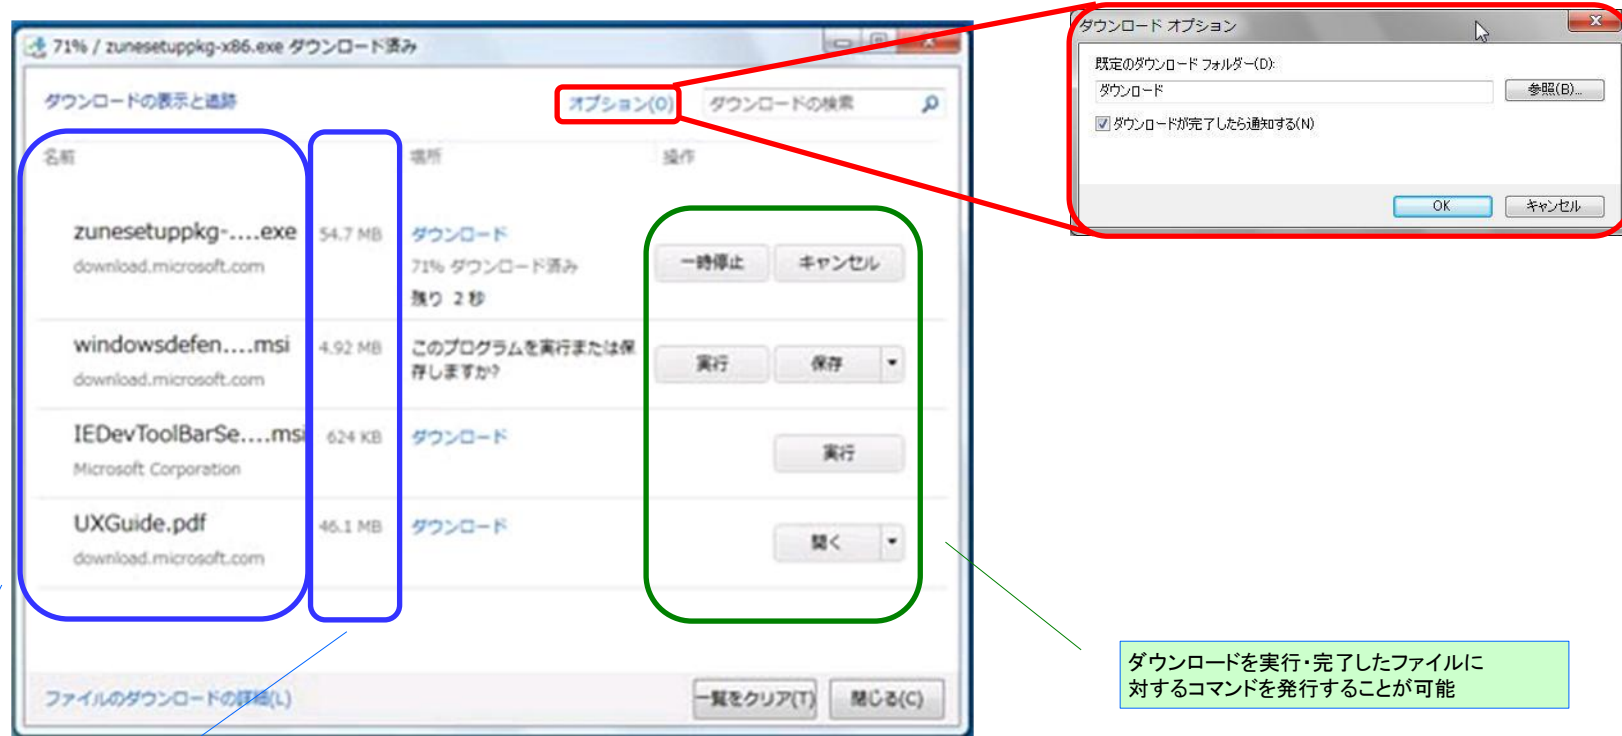 71% / zunesetuppkg-x86.exe ダウンロード済み
ダウンロードの表示と追跡
オプション(O)
ダウンロードの検索
名前
場所
操作
zunesetuppkg-....exe
54.7 MB
ダウンロード
download.microsoft.com
71% ダウンロード済み
残り 2 秒
一時停止
キャンセル
windowsdefen....msi
4.92 MB
このプログラムを実行または保
存しますか?
download.microsoft.com
実行
保存
IEDevToolBarSe....msi
624 KB
ダウンロード
Microsoft Corporation
実行
UXGuide.pdf
46.1 MB
ダウンロード
download.microsoft.com
開く
ファイルのダウンロードの詳細(L)
一覧をクリア(T)
閉じる(C)
ダウンロード オプション
既定のダウンロード フォルダー(D):
ダウンロード
参照(B)...
ダウンロードが完了したら通知する(N)
OK
キャンセル
ダウンロードを実行・完了したファイルに
対するコマンドを発行することが可能